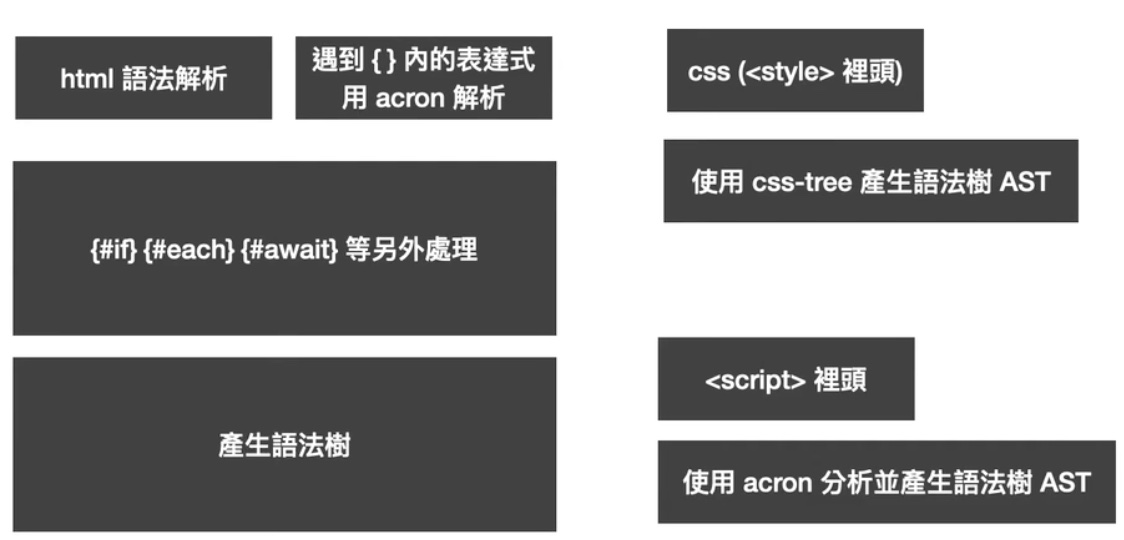 html 語法解析
遇到 { } 內的表達式
用 acron 解析
{#if} {#each} {#await} 等另外處理
產生語法樹
css (<style> 裡頭)
使用 css-tree 產生語法樹 AST
<script> 裡頭
使用 acron 分析並產生語法樹 AST